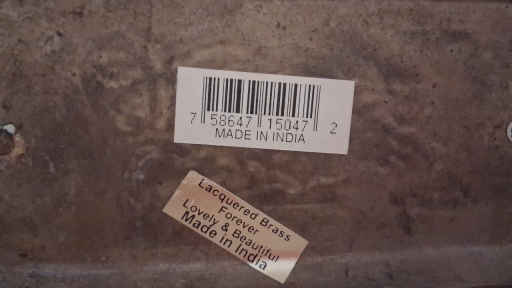 7 58647 15047 2
MADE IN INDIA
Lacquered Brass
Forever
Lovely & Beautiful
Made in India